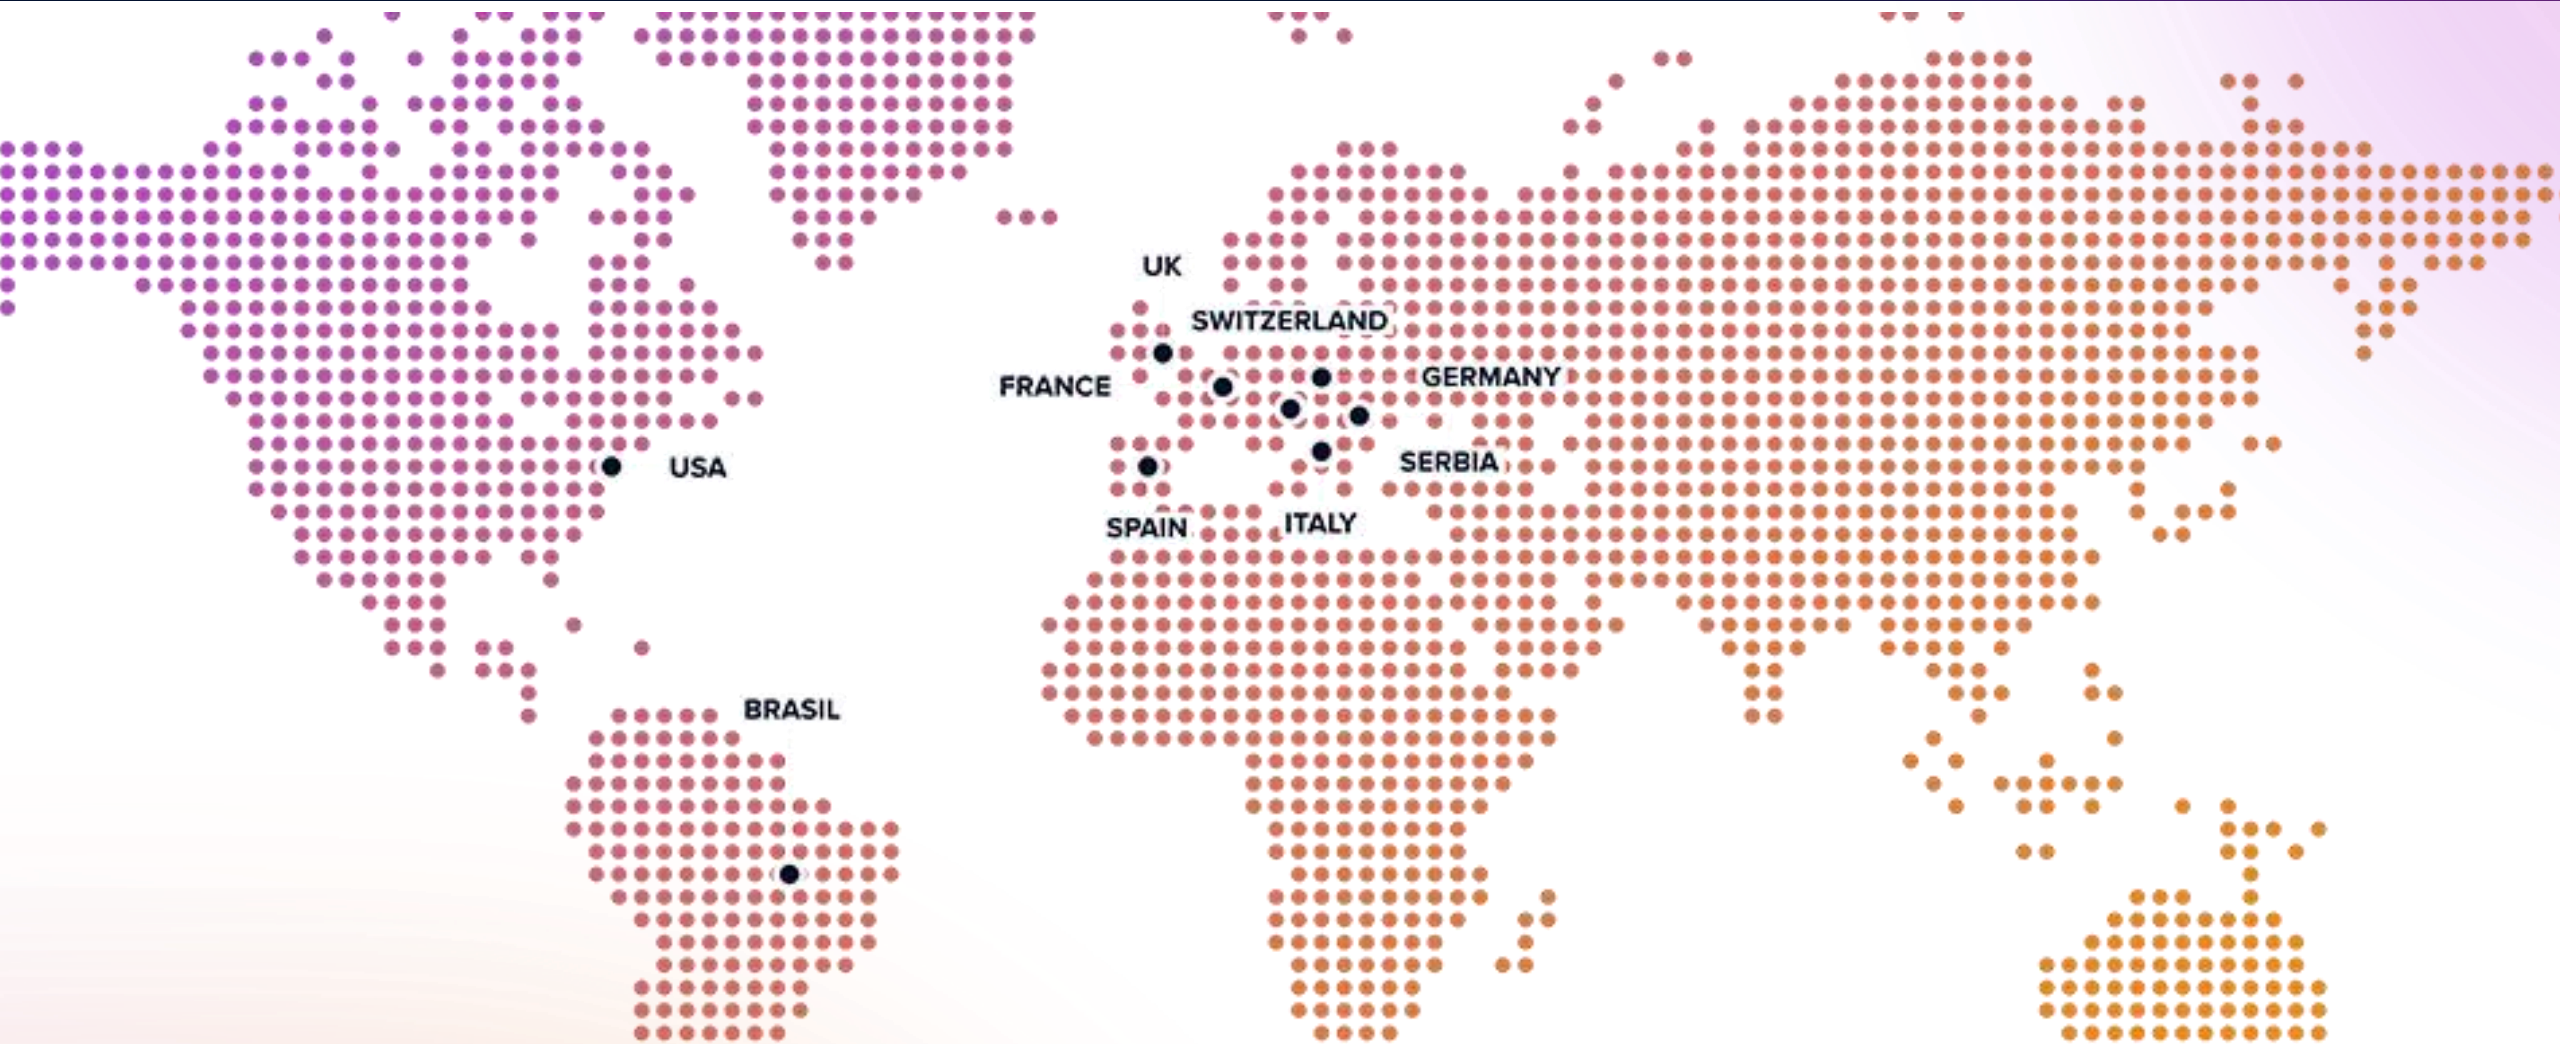 UK
SWITZERLAND
FRANCE
GERMANY
USA
SERBIA
SPAIN
ITALY
BRASIL